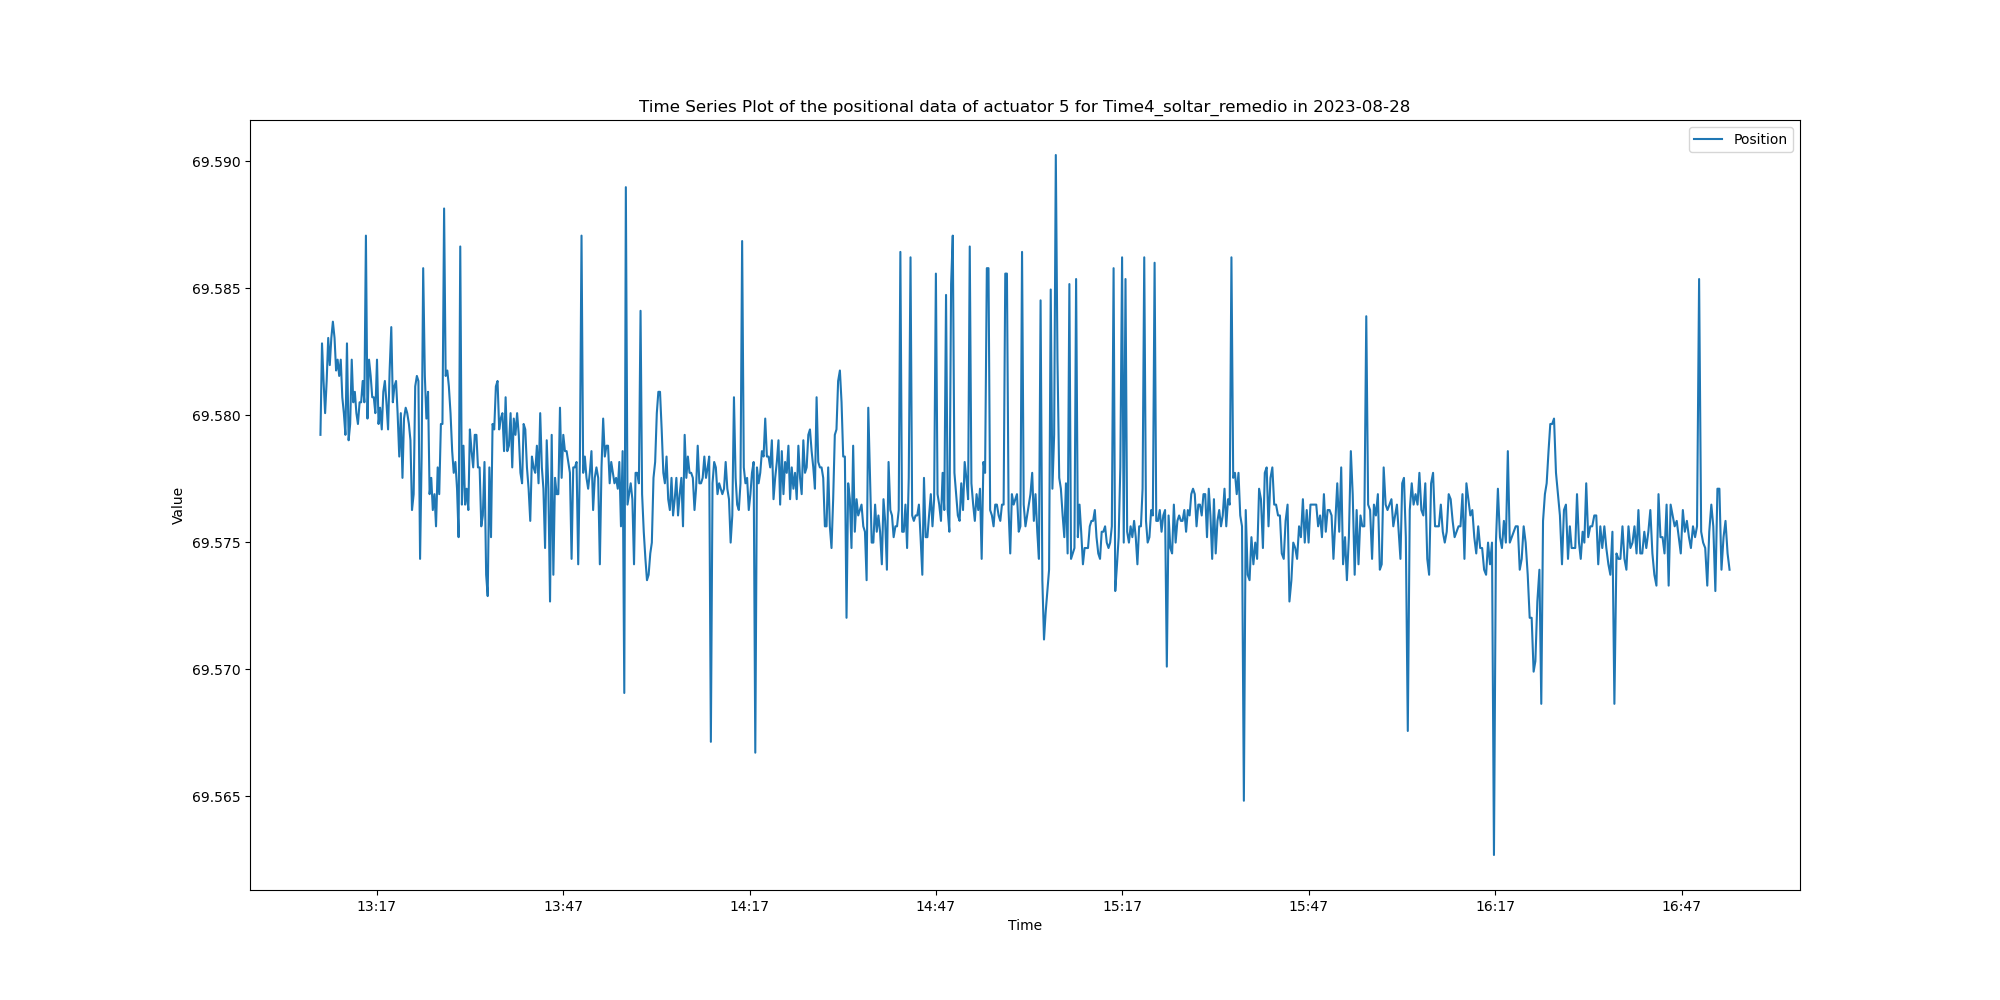 Time Series Plot of the positional data of actuator 5 for Time4_soltar_remedio in 2023-08-28
Position
Value
69.590
69.585
69.580
69.575
69.570
69.565
13:17 13:47 14:17 14:47 15:17 15:47 16:17 16:47
Time